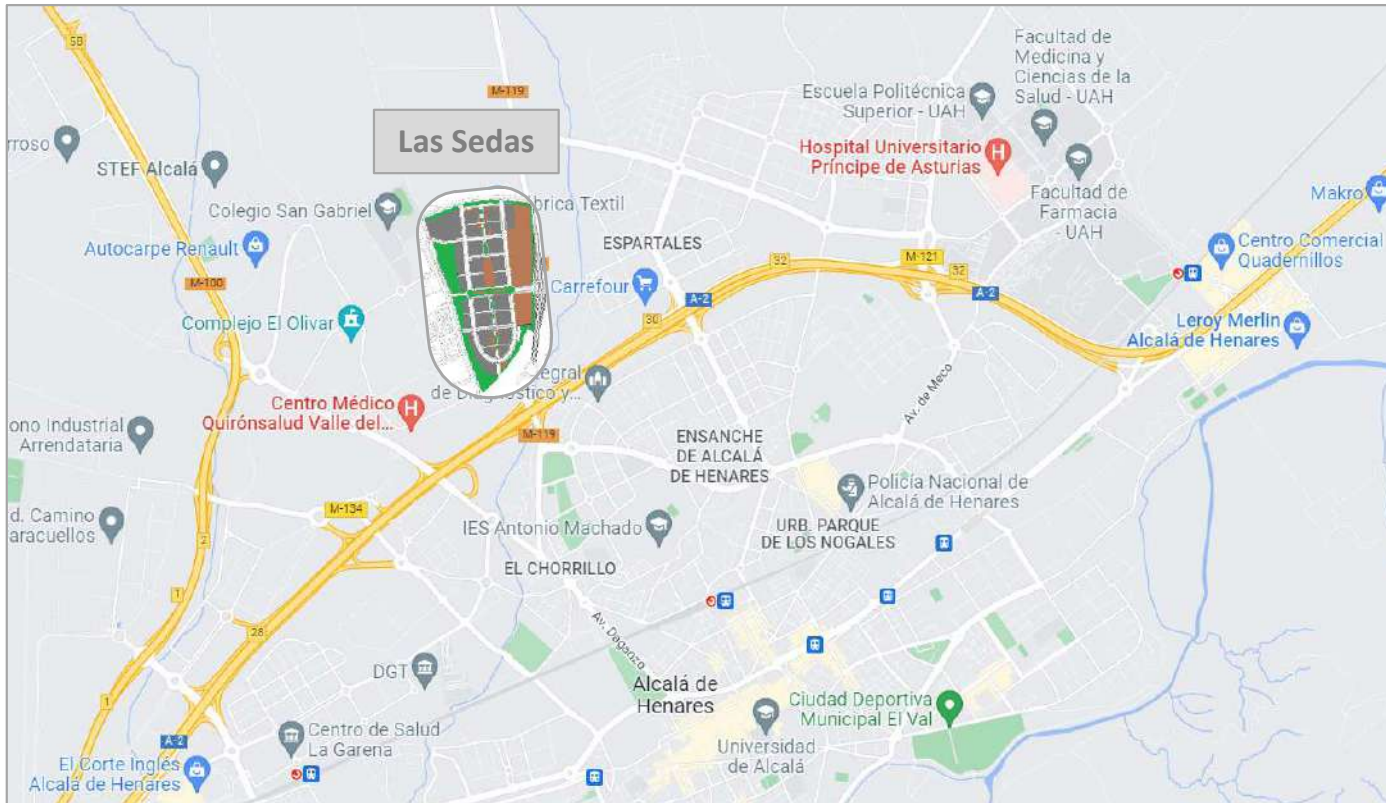 58
M-119
Facultad de
Medicina y
Ciencias de la
Salud - UAH
Escuela Politécnica
Superior - UAH
Las Sedas
rroso
STEF Alcalá
Hospital Universitario
Príncipe de Asturias
Facultad de
Farmacia
- UAH
Makro
Colegio San Gabriel
brica Textil
Autocarpe Renault
ESPARTALES
Centro Comercial
Quadernillos
M-100
Carrefour
32
M-121
32
A-2
A-2
30
Complejo El Olivar
Leroy Merlin
Alcalá de Henares
egral
de Diagnóstico y...
Centro Médico
Quirónsalud Valle del...
Av. de Meco
ono Industrial
Arrendataria
M-119
ENSANCHE
DE ALCALÁ
DE HENARES
Policía Nacional de
Alcalá de Henares
M-134
d. Camino
aracuellos
IES Antonio Machado
URB. PARQUE
DE LOS NOGALES
2
EL CHORRILLO
1
28
Av. Daganzo
DGT
Alcalá de
Henares
Ciudad Deportiva
Municipal El Val
1
Centro de Salud
La Garena
Universidad
de Alcalá
A-2
El Corte Inglés
Alcalá de Henares